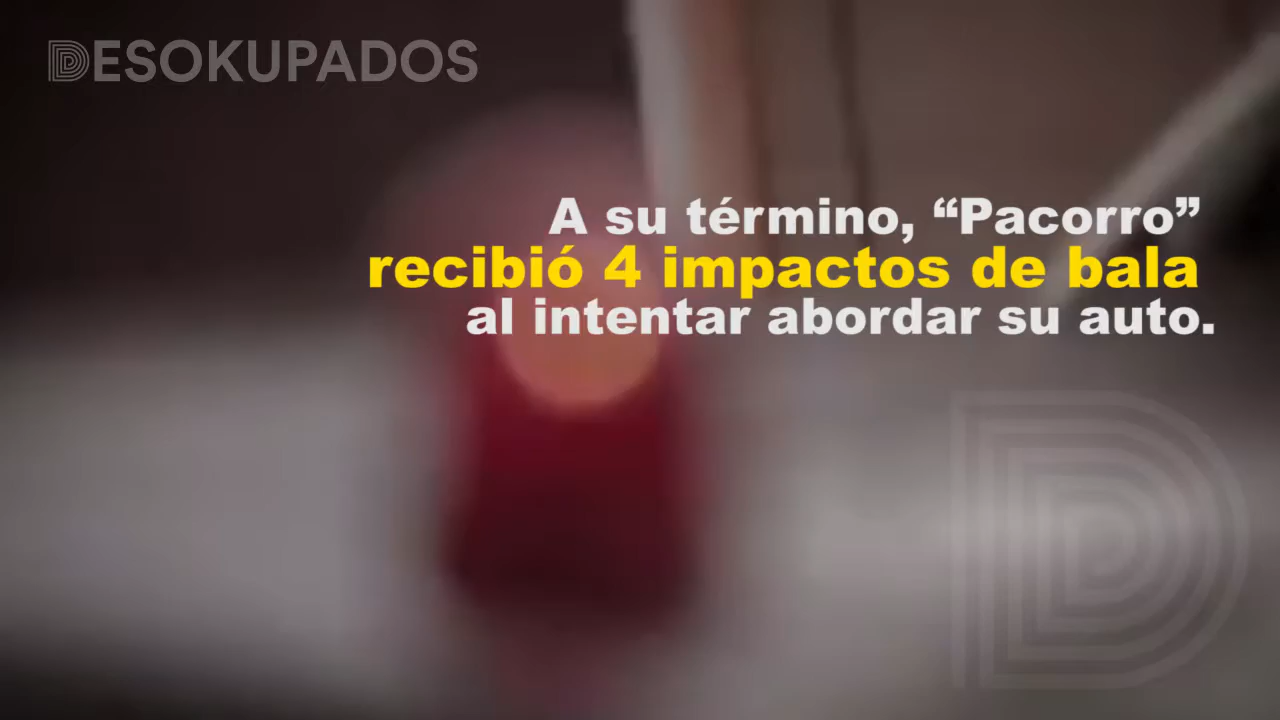 DESOKUPADOS
A su término, “Pacorro”
recibió 4 impactos de bala
al intentar abordar su auto.
D